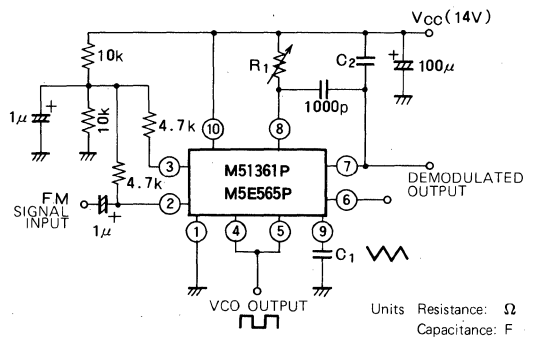 VCC (14V)
10k
R1
C2
100μ
+
1000p
1μ
+
10k
4.7k
10
8
3
M51361P
M5E565P
7
DEMODULATED
OUTPUT
4.7k
FM
SIGNAL
INPUT
2
6
1μ
+
1
4
5
9
C1
VCO OUTPUT
Units Resistance: Ω
Capacitance: F